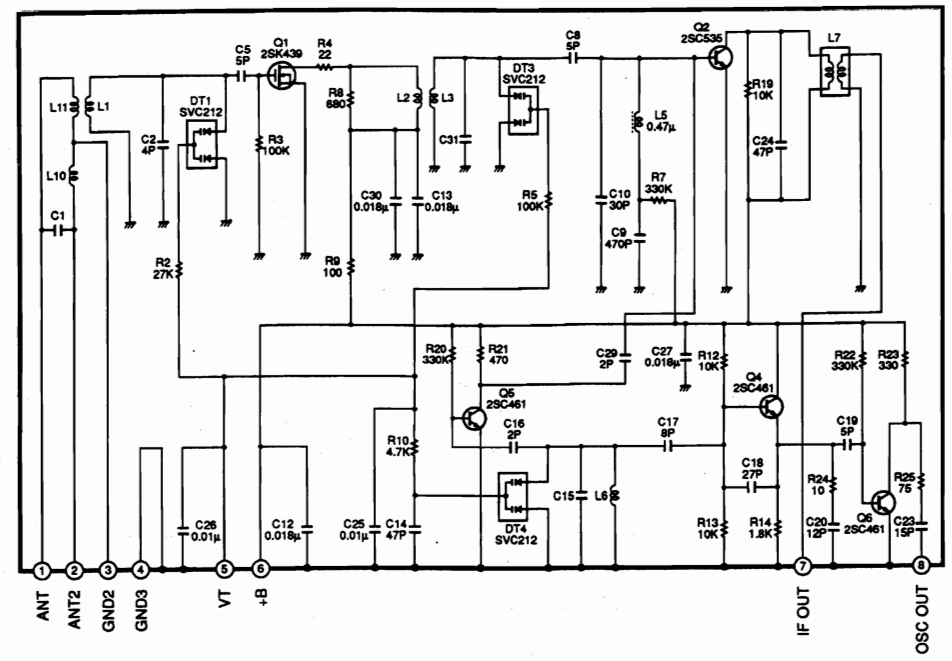 Q1
2SK439
C5
5P
R4
22
C8
5P
Q2
2SC535
L7
L11
L1
DT1
SVC212
C2
4P
R3
100K
R8
680
L2
L3
C31
DT3
SVC212
L5
0.47μ
R19
10K
C24
47P
L10
C1
R2
27K
C30
0.018μ
C13
0.018μ
R5
100K
C10
30P
R7
330K
C9
470P
R9
100
R20
330K
R21
470
C29
2P
C27
0.018μ
R12
10K
Q4
2SC461
R22
330K
R23
330
Q5
2SC461
C16
2P
C17
8P
C19
5P
R10
4.7K
C15
L6
C18
27P
R24
10
R25
75
C26
0.01μ
C12
0.018μ
C25
0.01μ
C14
47P
DT4
SVC212
R13
10K
R14
1.8K
C20
12P
Q6
2SC461
C23
15P
1
2
3
4
5
6
7
8
ANT
ANT2
GND2
GND3
VT
+B
IF OUT
OSC OUT